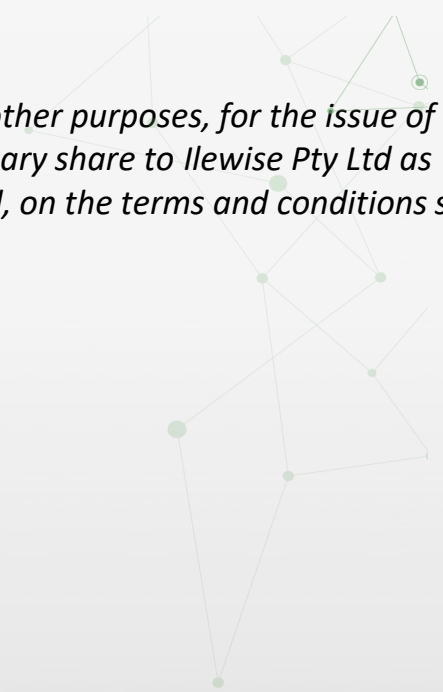 other purposes, for the issue of
ary share to Ilewise Pty Ltd as
, on the terms and conditions s